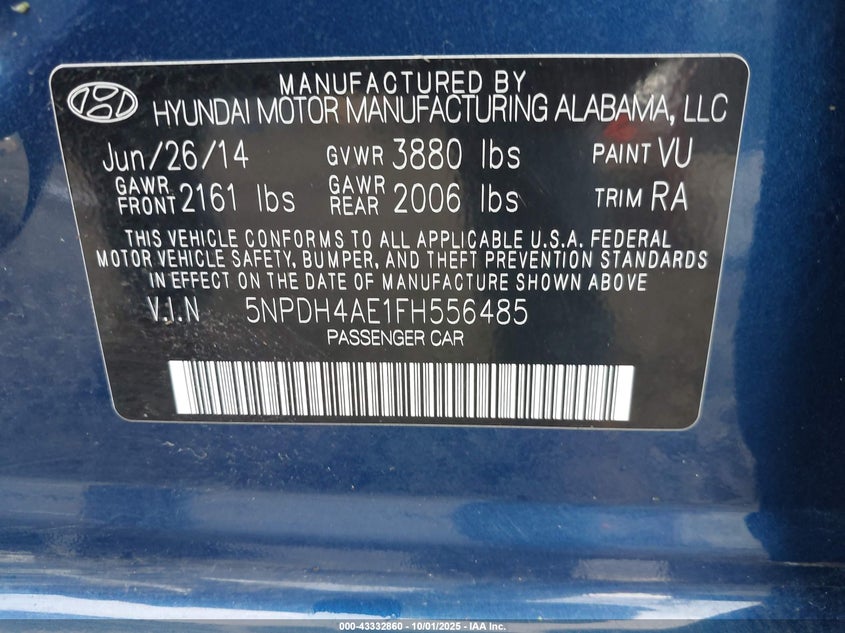 MANUFACTURED BY
HYUNDAI MOTOR MANUFACTURING ALABAMA, LLC
Jun/26/14 GVWR 3880 lbs PAINT VU
GAWR FRONT 2161 lbs GAWR REAR 2006 lbs TRIM RA
THIS VEHICLE CONFORMS TO ALL APPLICABLE U.S.A. FEDERAL
MOTOR VEHICLE SAFETY, BUMPER, AND THEFT PREVENTION STANDARDS
IN EFFECT ON THE DATE OF MANUFACTURE SHOWN ABOVE
V.I.N 5NPDH4AE1FH556485
PASSENGER CAR
000-43332860 - 10/01/2025 - IAA Inc.